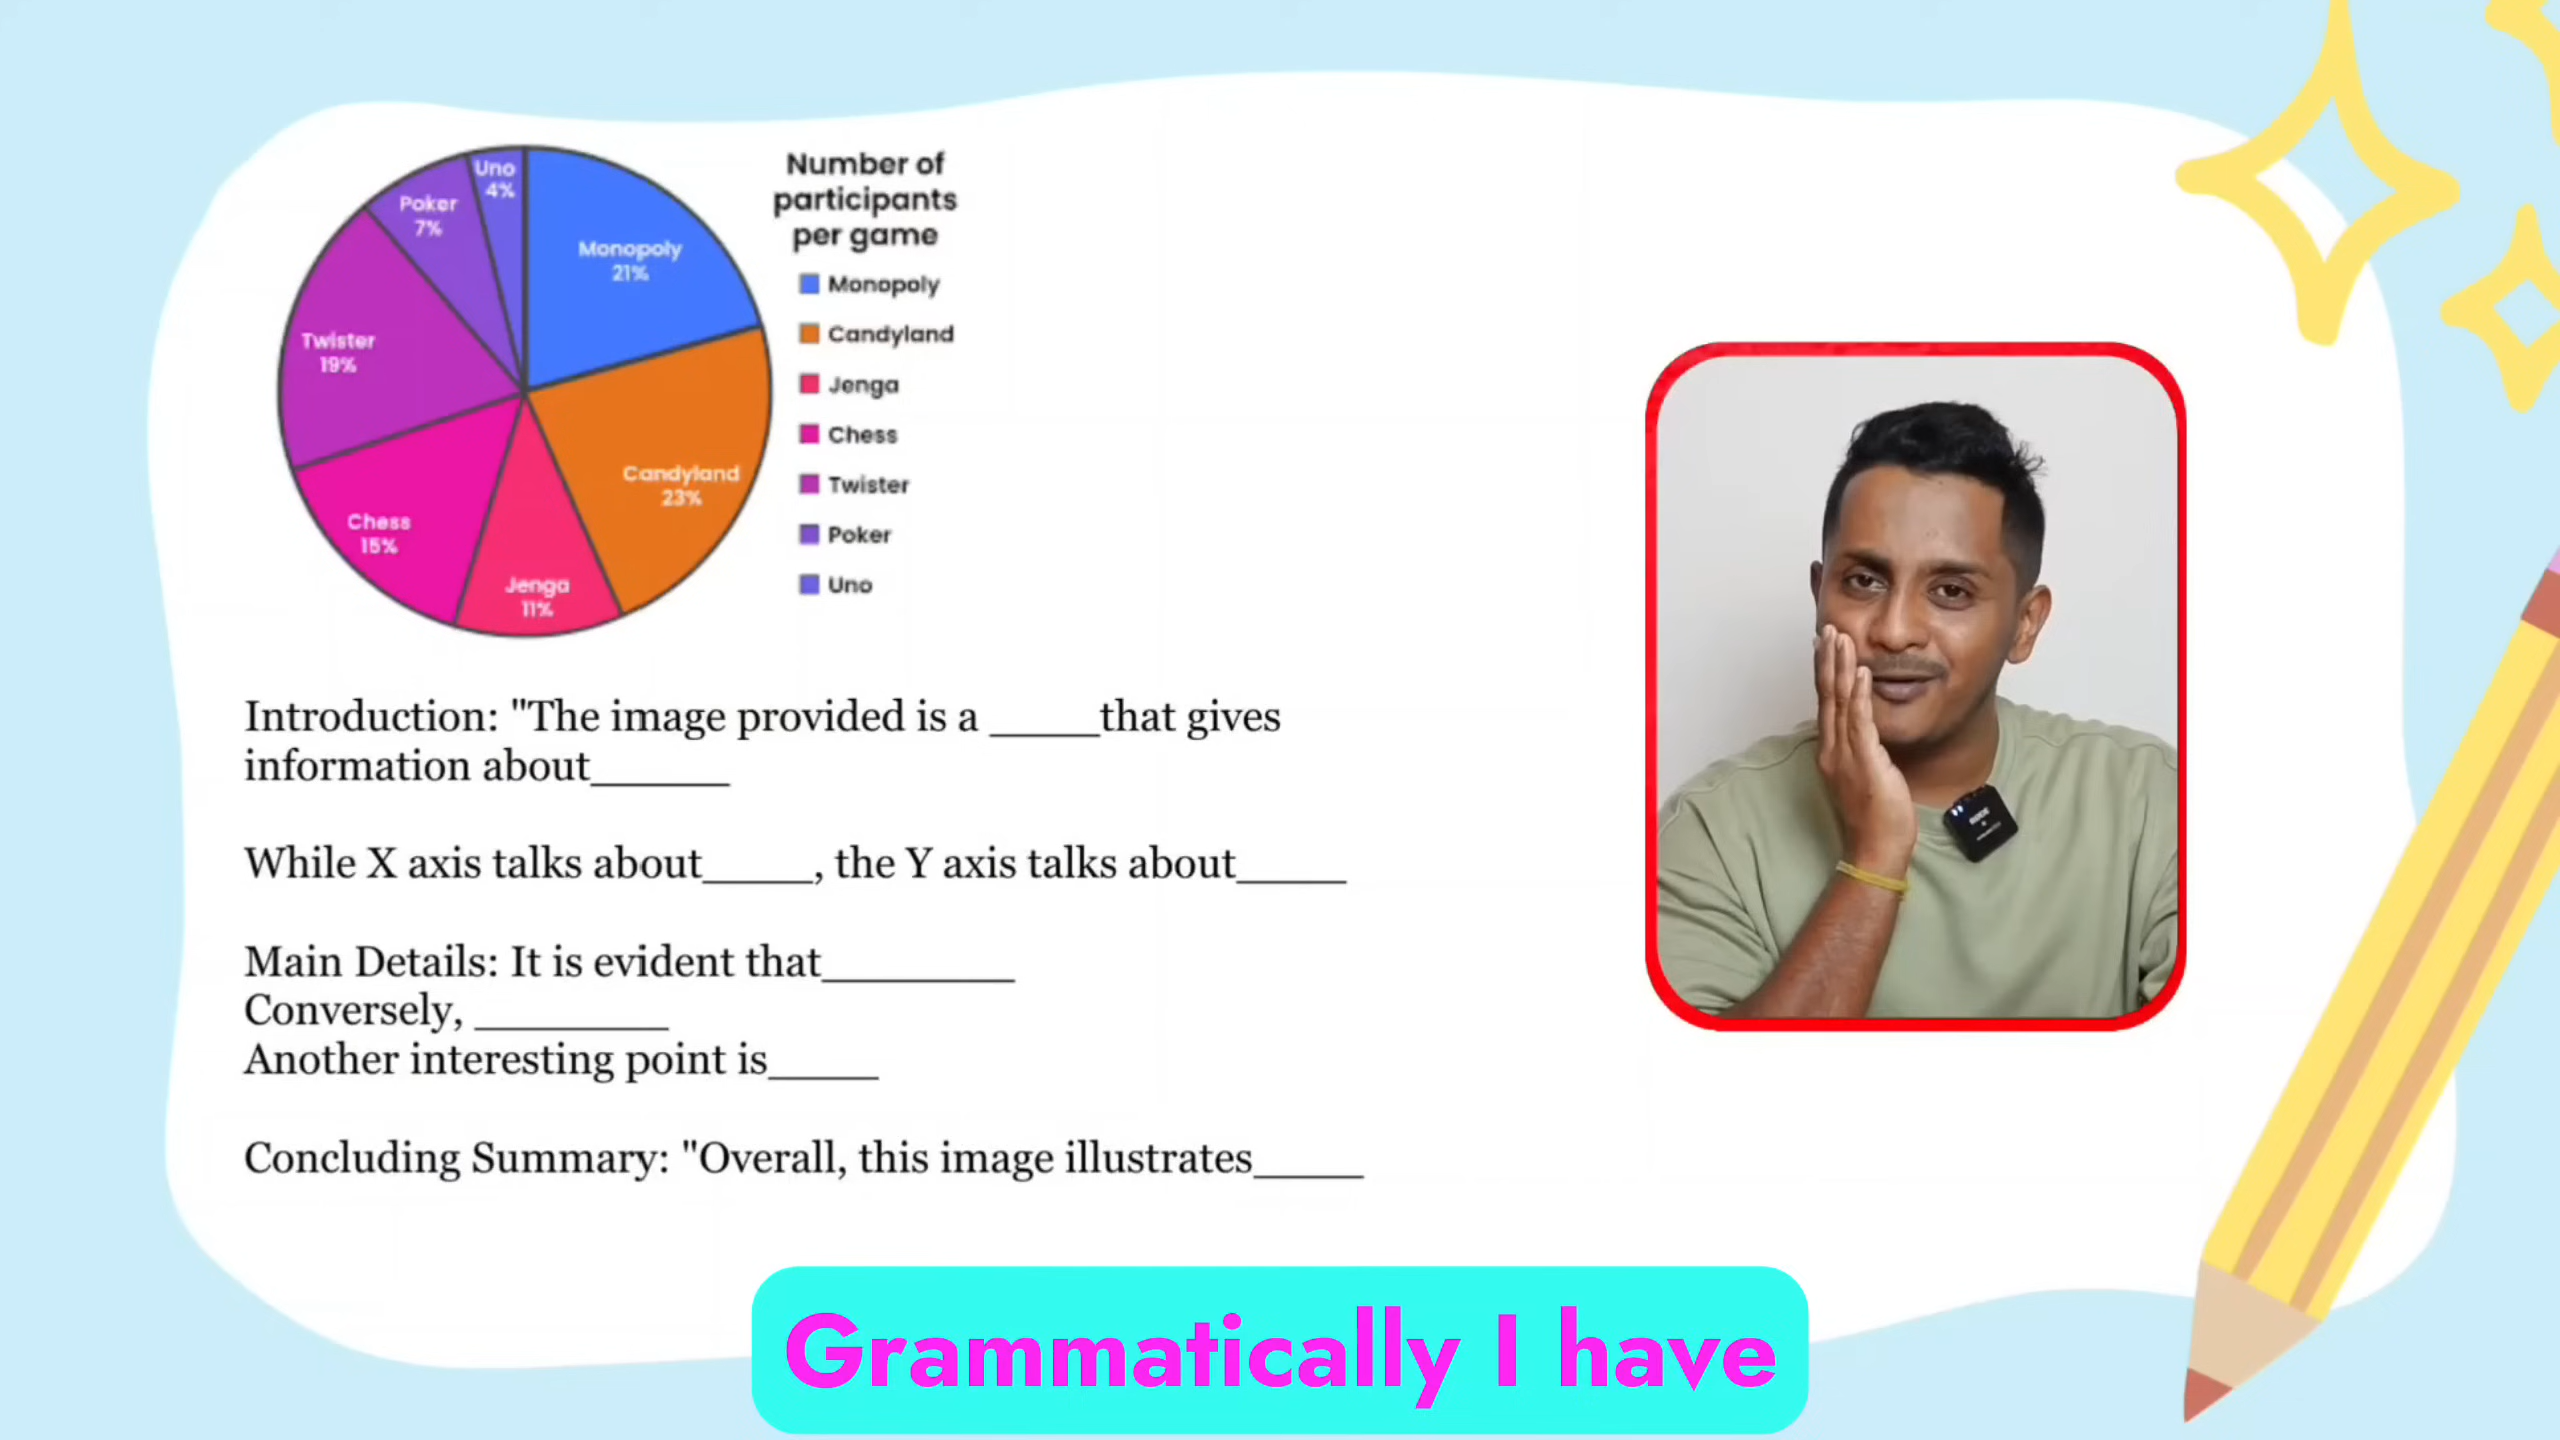 Uno
4%
Poker
7%
Monopoly
21%
Twister
19%
Candyland
23%
Chess
15%
Jenga
11%
Number of
participants
per game
Monopoly
Candyland
Jenga
Chess
Twister
Poker
Uno
Introduction: "The image provided is a _____that gives
information about______
While X axis talks about_____, the Y axis talks about_____
Main Details: It is evident that________
Conversely, ________
Another interesting point is_____
Concluding Summary: "Overall, this image illustrates_____
Grammatically I have